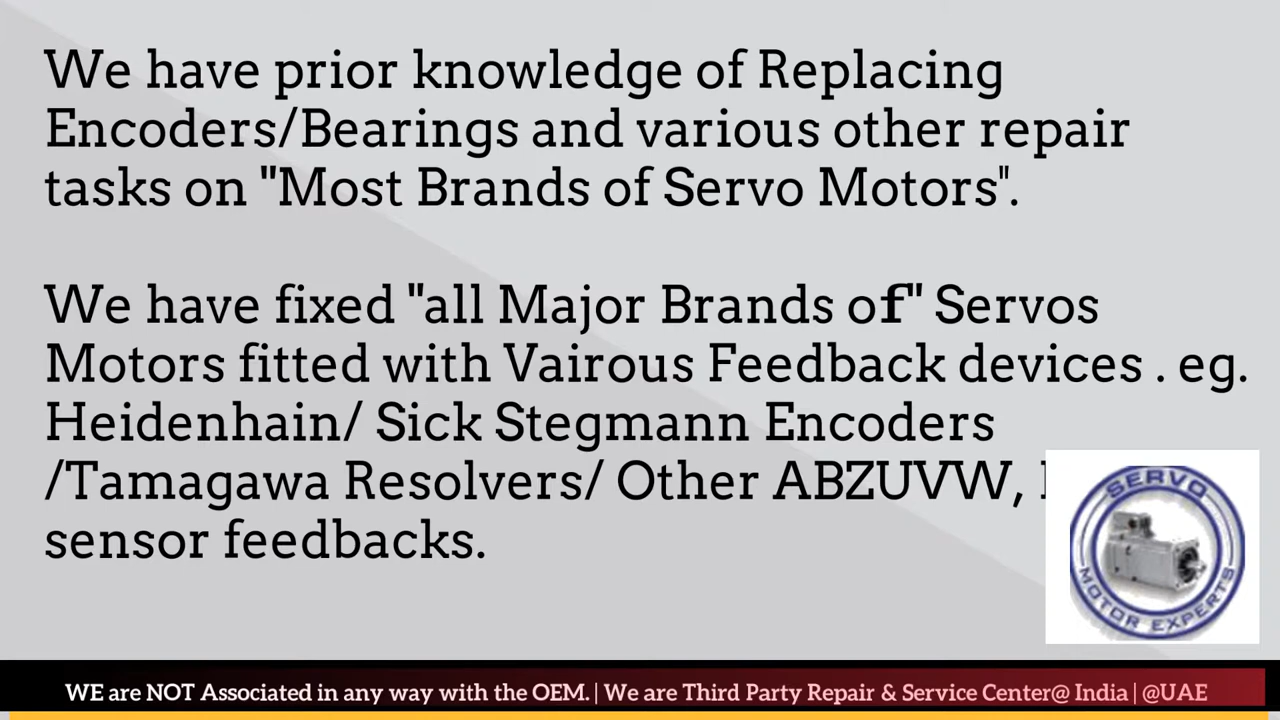 We have prior knowledge of Replacing
Encoders/Bearings and various other repair
tasks on "Most Brands of Servo Motors".
We have fixed "all Major Brands of" Servos
Motors fitted with Vairous Feedback devices . eg.
Heidenhain/ Sick Stegmann Encoders
/Tamagawa Resolvers/ Other ABZUVW,
sensor feedbacks.
SERVO
MOTOR EXPERTS
WE are NOT Associated in any way with the OEM. | We are Third Party Repair & Service Center@ India | @UAE